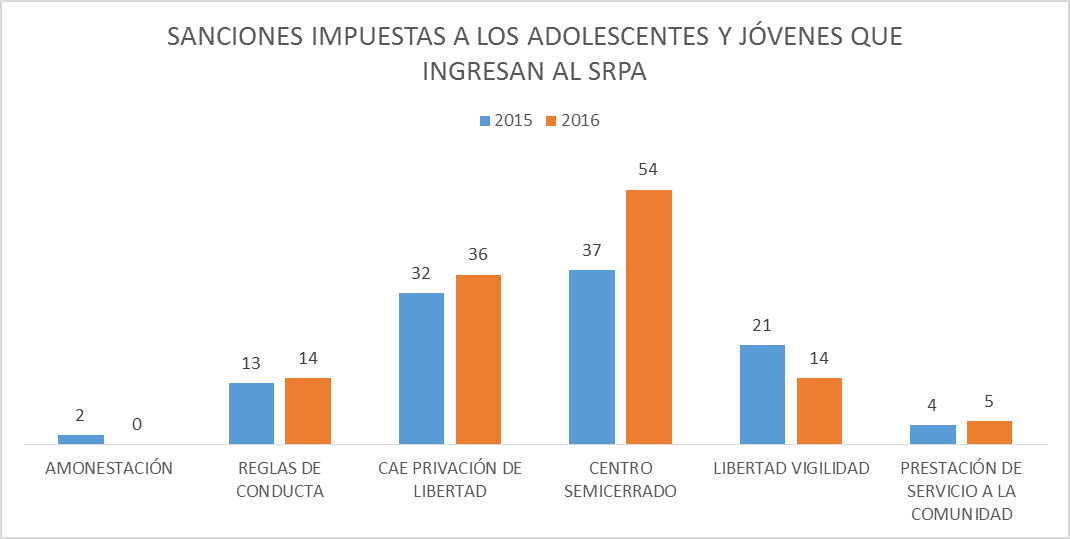 SANCIONES IMPUESTAS A LOS ADOLESCENTES Y JÓVENES QUE
INGRESAN AL SRPA
2015 2016
2
0
13
14
32
36
37
54
21
14
4
5
AMONESTACIÓN
REGLAS DE
CONDUCTA
CAE PRIVACIÓN DE
LIBERTAD
CENTRO
SEMICERRADO
LIBERTAD VIGILIDAD
PRESTACIÓN DE
SERVICIO A LA
COMUNIDAD